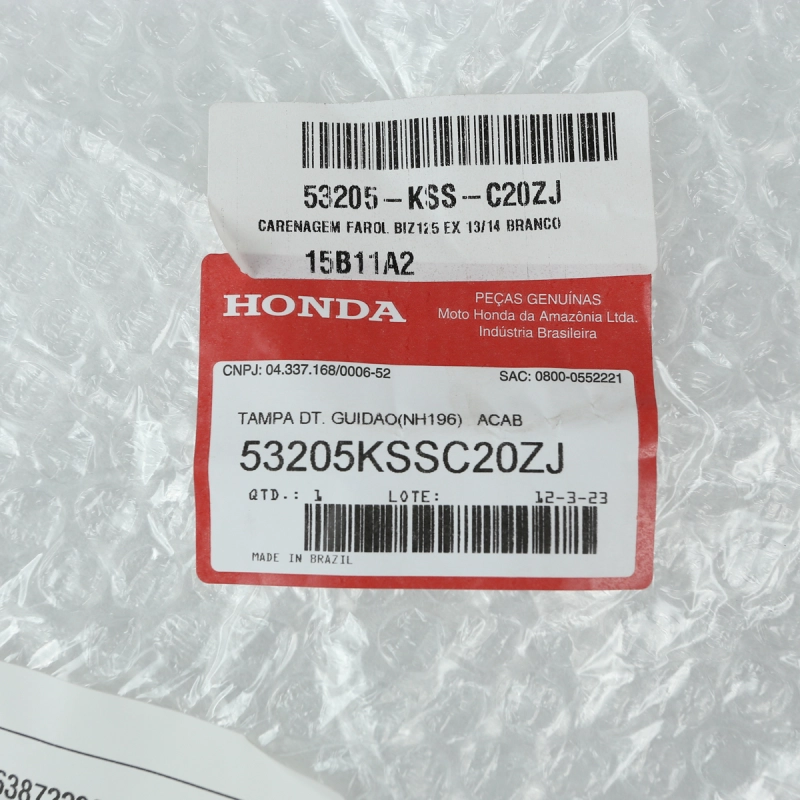 53205-KSS-C20ZJ
CARENAGEM FAROL BIZ125 EX 13/14 BRANCO
15B11A2
HONDA
PEÇAS GENUÍNAS
Moto Honda da Amazônia Ltda.
Indústria Brasileira
CNPJ: 04.337.168/0006-52 SAC: 0800-0552221
TAMPA DT. GUIDAO(NH196) ACAB
53205KSSC20ZJ
QTD.: 1 LOTE: 12-3-23
MADE IN BRAZIL